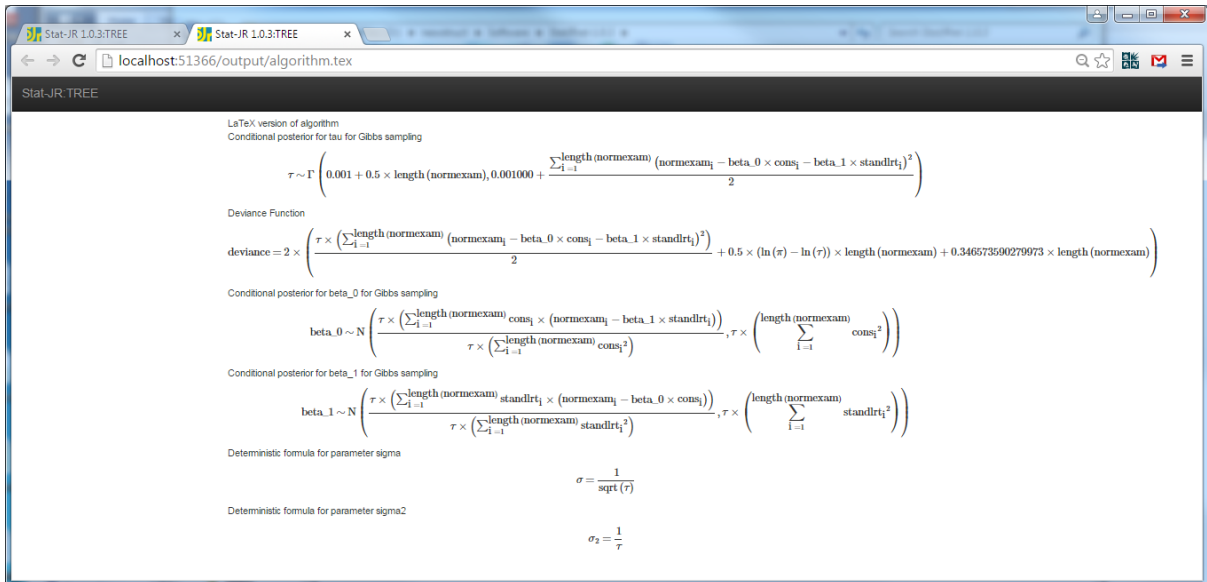 Stat-JR 1.0.3:TREE × Stat-JR 1.0.3:TREE ×
localhost:51366/output/algorithm.tex
Stat-JR:TREE
LaTeX version of algorithm
Conditional posterior for tau for Gibbs sampling
τ ∼ Γ ( 0.001 + 0.5 × length (normexam), 0.001000 + ∑_{i=1}^{length (normexam)} (normexam_i − beta_0 × cons_i − beta_1 × standlrt_i)^2 / 2 )
Deviance Function
deviance = 2 × ( τ × ( ∑_{i=1}^{length (normexam)} (normexam_i − beta_0 × cons_i − beta_1 × standlrt_i)^2 ) / 2 + 0.5 × (ln (π) − ln (τ)) × length (normexam) + 0.346573590279973 × length (normexam) )
Conditional posterior for beta_0 for Gibbs sampling
beta_0 ∼ N ( τ × ( ∑_{i=1}^{length (normexam)} cons_i × (normexam_i − beta_1 × standlrt_i) ) / τ × ( ∑_{i=1}^{length (normexam)} cons_i^2 ), τ × ( ∑_{i=1}^{length (normexam)} cons_i^2 ) )
Conditional posterior for beta_1 for Gibbs sampling
beta_1 ∼ N ( τ × ( ∑_{i=1}^{length (normexam)} standlrt_i × (normexam_i − beta_0 × cons_i) ) / τ × ( ∑_{i=1}^{length (normexam)} standlrt_i^2 ), τ × ( ∑_{i=1}^{length (normexam)} standlrt_i^2 ) )
Deterministic formula for parameter sigma
σ = 1 / sqrt (τ)
Deterministic formula for parameter sigma2
σ_2 = 1 / τ